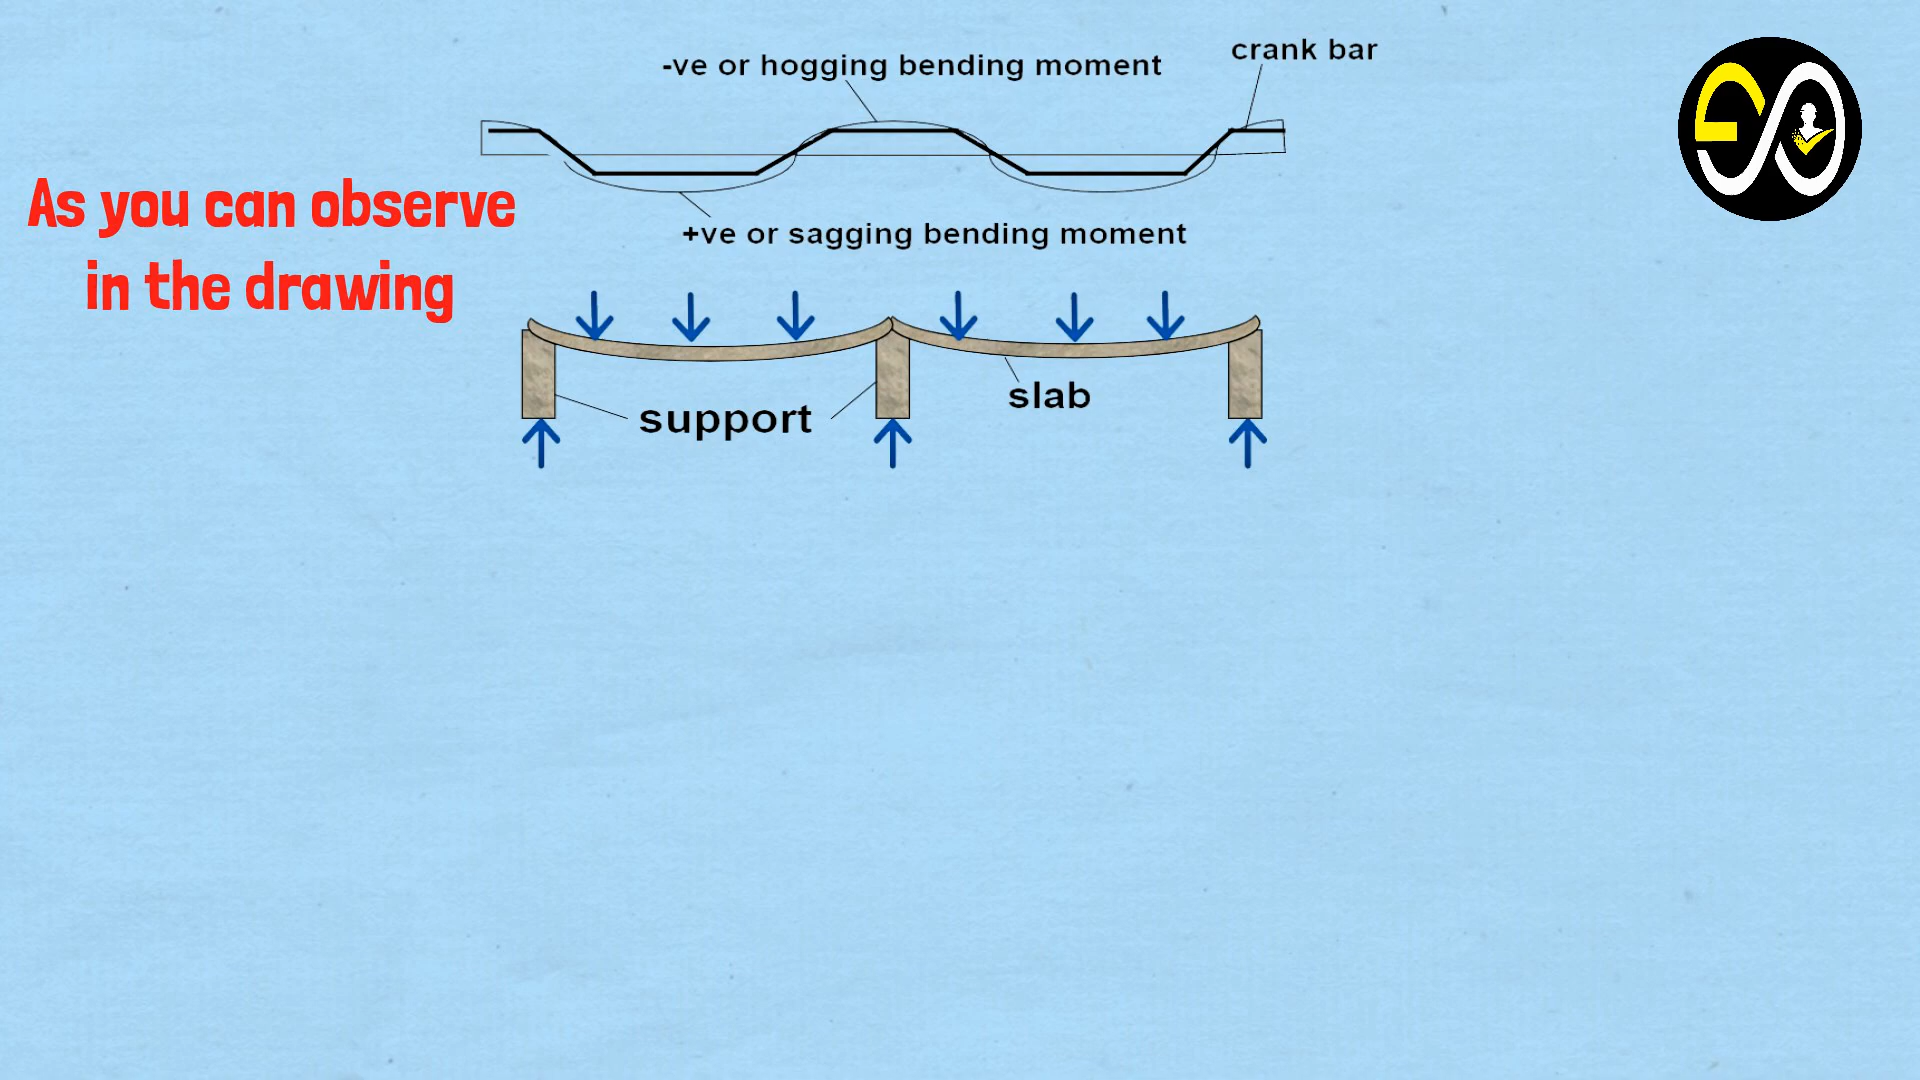 -ve or hogging bending moment
crank bar
As you can observe
in the drawing
+ve or sagging bending moment
support
slab